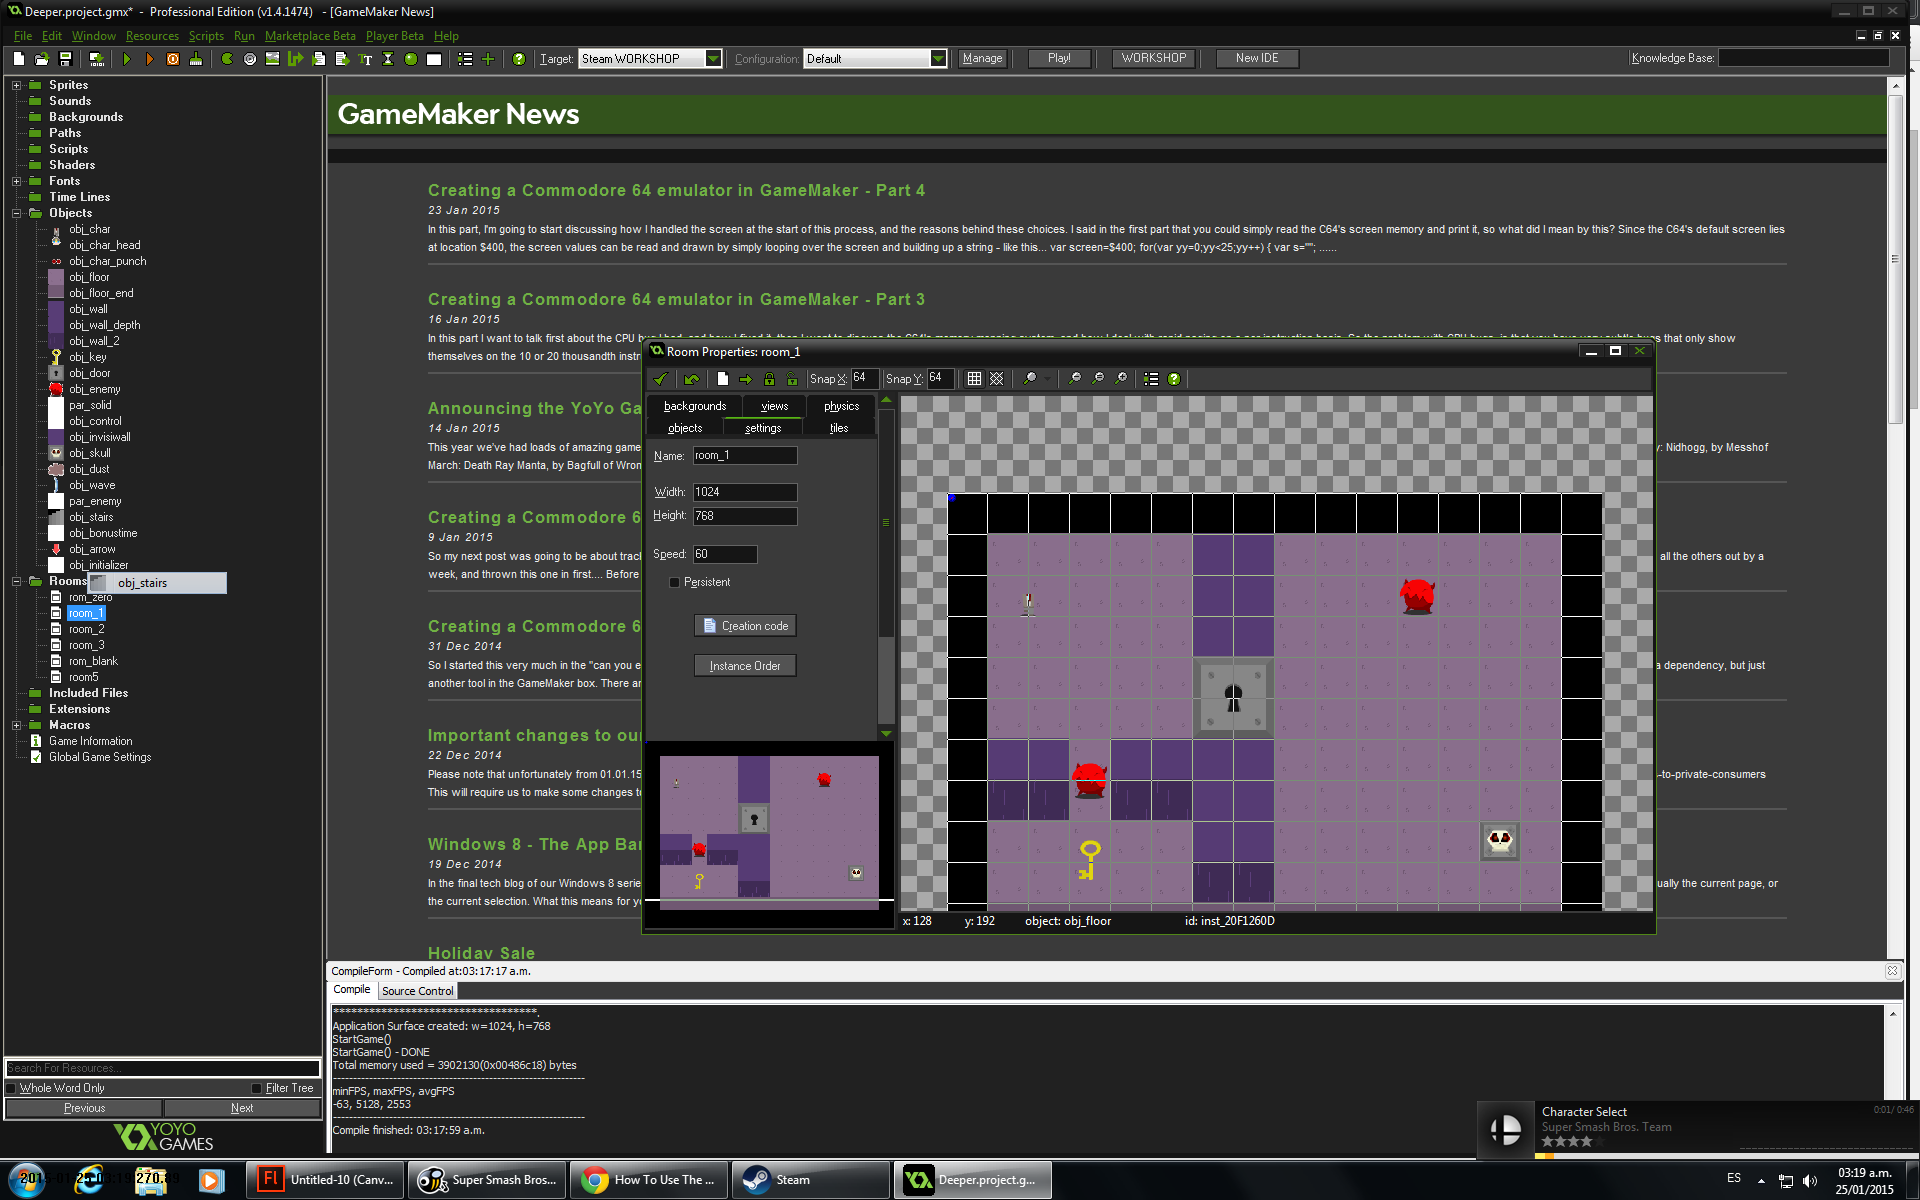 Deeper.project.gmx* - Professional Edition (v1.4.1474) - [GameMaker News]
File Edit Window Resources Scripts Run Marketplace Beta Player Beta Help
Target: Steam WORKSHOP Configuration: Default Manage Play! WORKSHOP New IDE Knowledge Base:
Sprites
Sounds
Backgrounds
Paths
Scripts
Shaders
Fonts
Time Lines
Objects
obj_char
obj_char_head
obj_char_punch
obj_floor
obj_floor_end
obj_wall
obj_wall_depth
obj_wall_2
obj_key
obj_door
obj_enemy
par_solid
obj_control
obj_invisiwall
obj_skull
obj_dust
obj_wave
par_enemy
obj_stairs
obj_bonustime
obj_arrow
obj_initializer
Rooms
obj_stairs
rom_zero
room_1
room_2
room_3
rom_blank
room5
Included Files
Extensions
Macros
Game Information
Global Game Settings
Search For Resources...
Whole Word Only Filter Tree
Previous Next
YOYO
GAMES
GameMaker News
Creating a Commodore 64 emulator in GameMaker - Part 4
23 Jan 2015
In this part, I'm going to start discussing how I handled the screen at the start of this process, and the reasons behind these choices. I said in the first part that you could simply read the C64's screen memory and print it, so what did I mean by this? Since the C64's default screen lies
at location $400, the screen values can be read and drawn by simply looping over the screen and building up a string - like this... var screen=$400; for(var yy=0;yy<25;yy++) { var s=""; ......
Creating a Commodore 64 emulator in GameMaker - Part 3
16 Jan 2015
In this part I want to talk first about the CPU that only show
themselves on the 10 or 20 thousandth instr
Announcing the YoYo Ga
14 Jan 2015
This year we've had loads of amazing game y: Nidhogg, by Messhof
March: Death Ray Manta, by Bagfull of Wron
Creating a Commodore 6
9 Jan 2015
So my next post was going to be about trac all the others out by a
week, and thrown this one in first.... Before
Creating a Commodore 6
31 Dec 2014
So I started this very much in the "can you e a dependency, but just
another tool in the GameMaker box. There ar
Important changes to ou
22 Dec 2014
Please note that unfortunately from 01.01.15 -to-private-consumers
This will require us to make some changes to
Windows 8 - The App Bar
19 Dec 2014
In the final tech blog of our Windows 8 serie ually the current page, or
the current selection. What this means for yo
Holiday Sale
Room Properties: room_1
Snap X: 64 Snap Y: 64
backgrounds views physics
objects settings tiles
Name: room_1
Width: 1024
Height: 768
Speed: 60
Persistent
Creation code
Instance Order
x: 128 y: 192 object: obj_floor id: inst_20F1260D
CompileForm - Compiled at:03:17:17 a.m.
Compile Source Control
Application Surface created: w=1024, h=768
StartGame()
StartGame() - DONE
Total memory used = 3902130(0x00486c18) bytes
minFPS, maxFPS, avgFPS
-63, 5128, 2553
Compile finished: 03:17:59 a.m.
Character Select 0:01/ 0:46
Super Smash Bros. Team
Untitled-10 (Canv... Super Smash Bros... How To Use The ... Steam Deeper.project.g...
ES 03:19 a.m.
25/01/2015